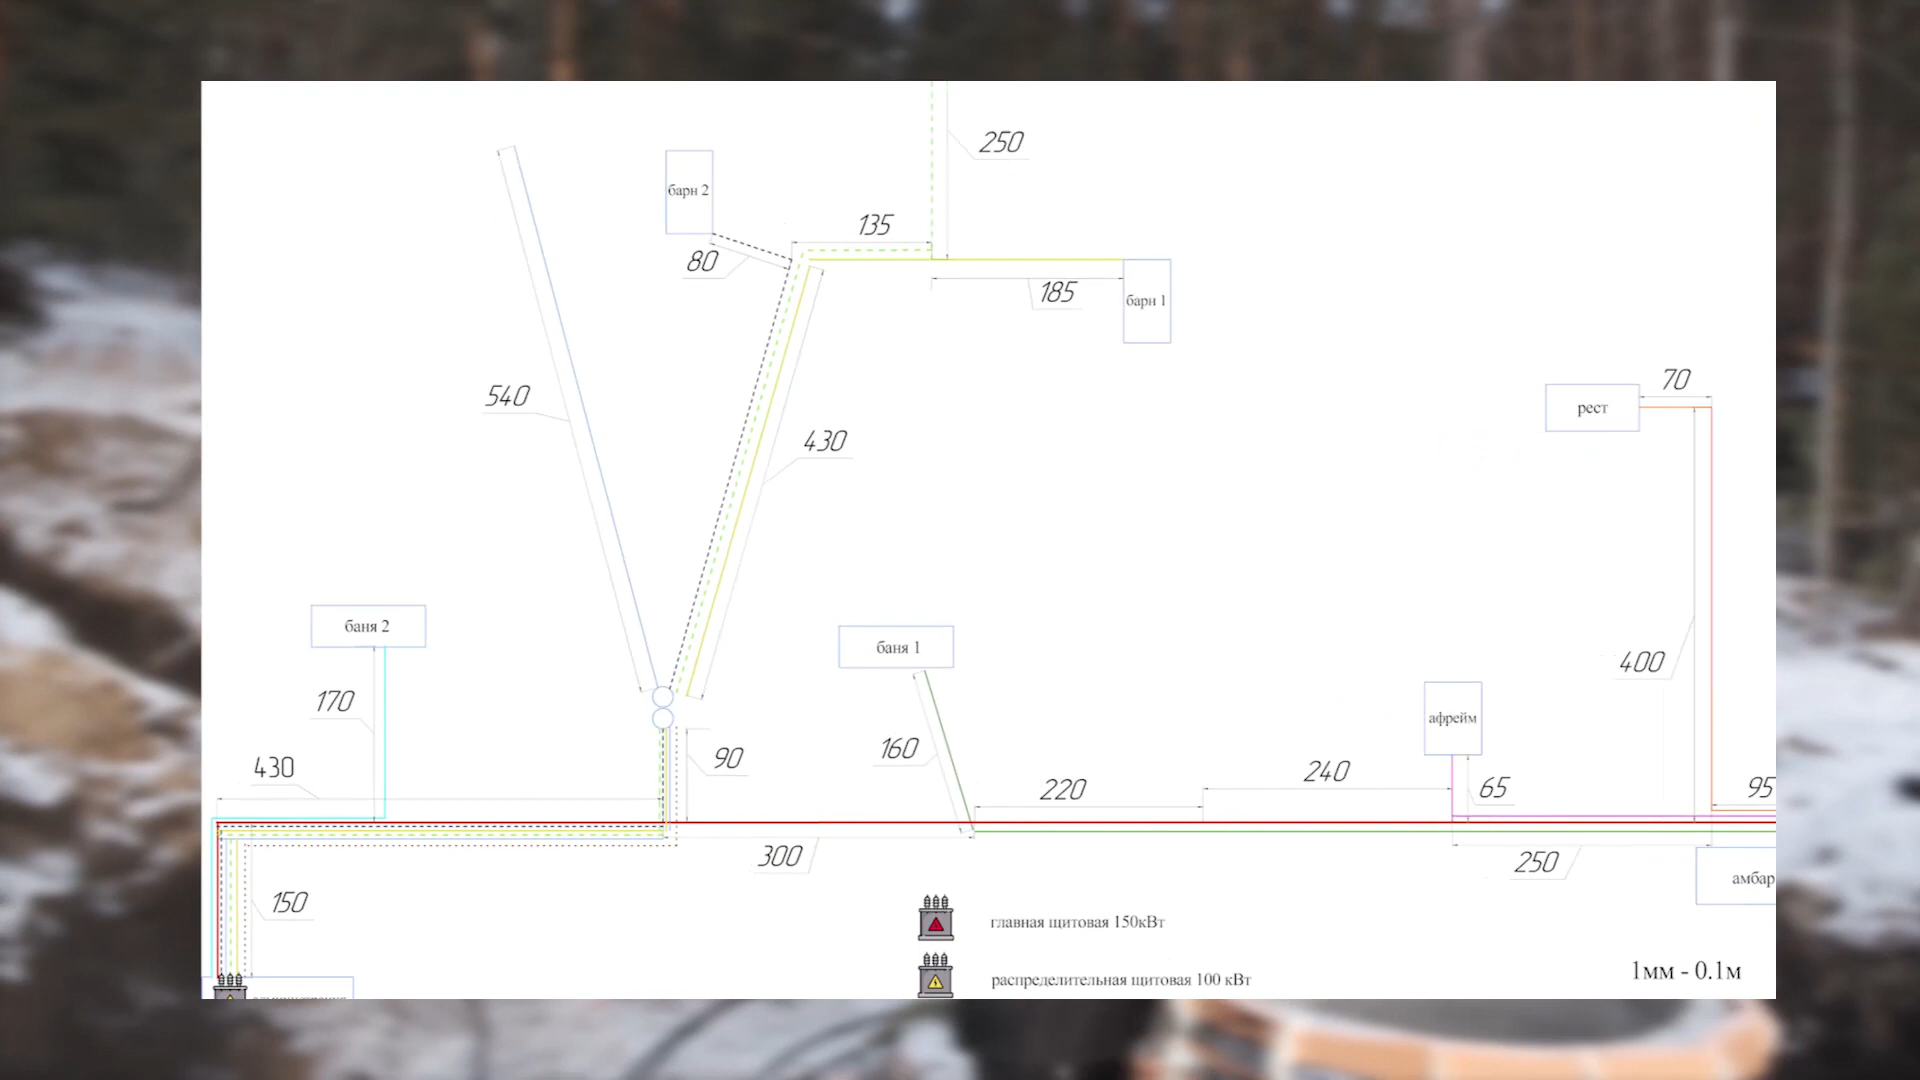 250
барн 2
135
80
185
барн 1
70
рест
540
430
баня 2
баня 1
400
170
афрейм
160
90
430
240
220
65
95
300
250
амбар
150
главная щитовая 150кВт
распределительная щитовая 100 кВт
1мм - 0.1м